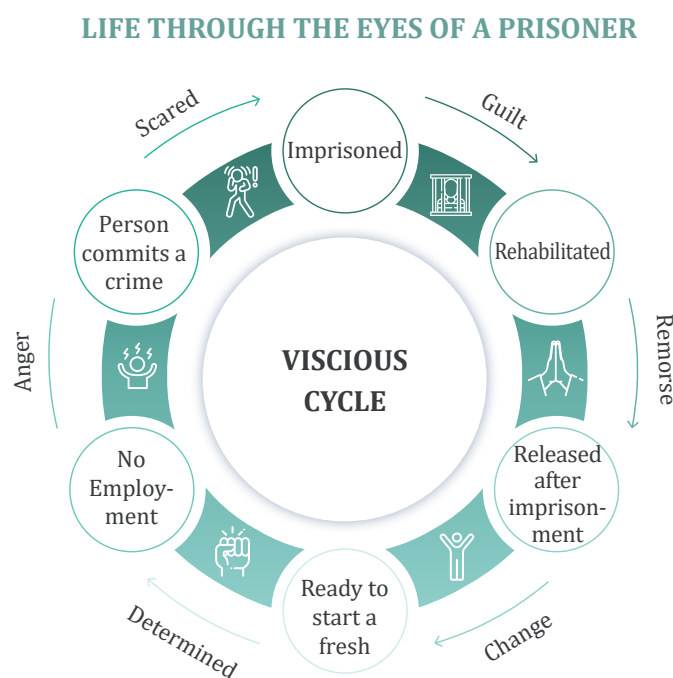 LIFE THROUGH THE EYES OF A PRISONER
Scared
Imprisoned
Guilt
Rehabilitated
Remorse
Released
after
imprison-
ment
Change
Ready to
start a
fresh
Determined
No
Employ-
ment
Anger
Person
commits a
crime
VISCIOUS
CYCLE